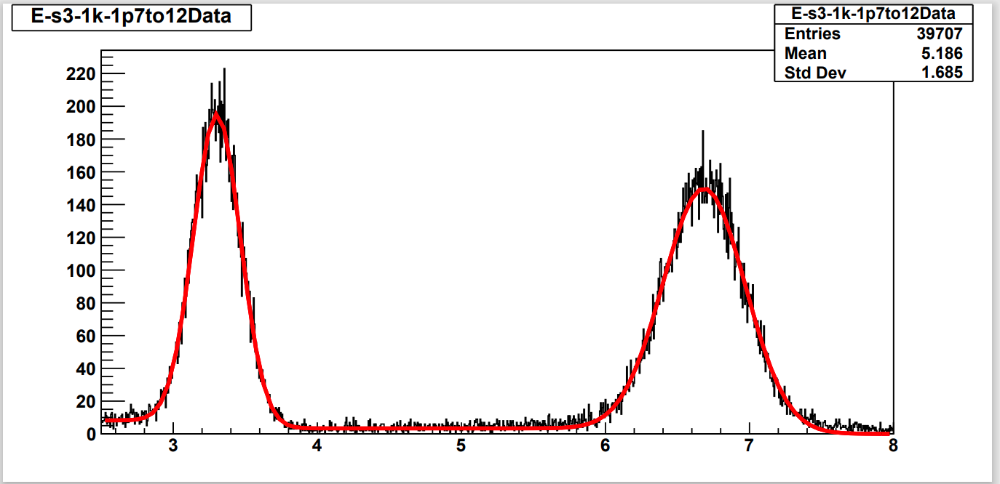 E-s3-1k-1p7to12Data
E-s3-1k-1p7to12Data
Entries 39707
Mean 5.186
Std Dev 1.685
220
200
180
160
140
120
100
80
60
40
20
0
3 4 5 6 7 8